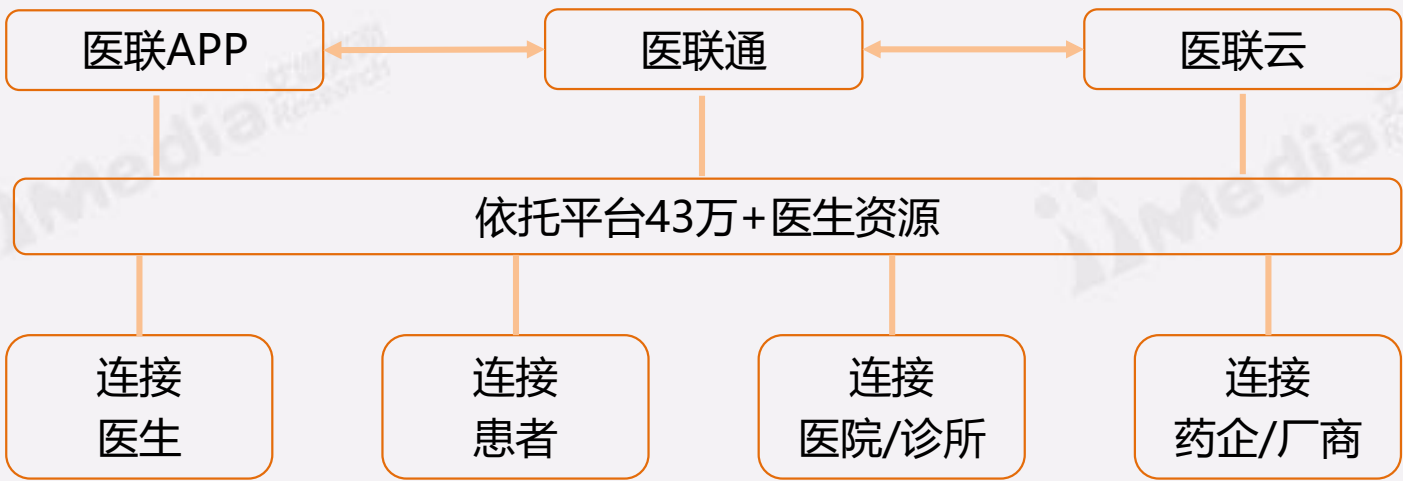 医联APP
医联通
医联云
依托平台43万+医生资源
连接
医生
连接
患者
连接
医院/诊所
连接
药企/厂商
iiMedia
Research
iiMedia